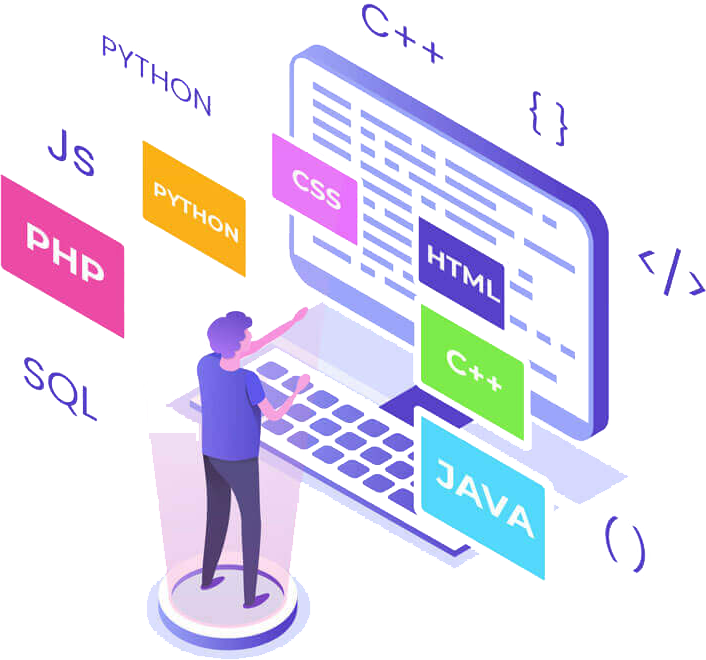 C++
PYTHON
{ }
Js
PYTHON
CSS
PHP
HTML
</>
C++
SQL
JAVA
( )